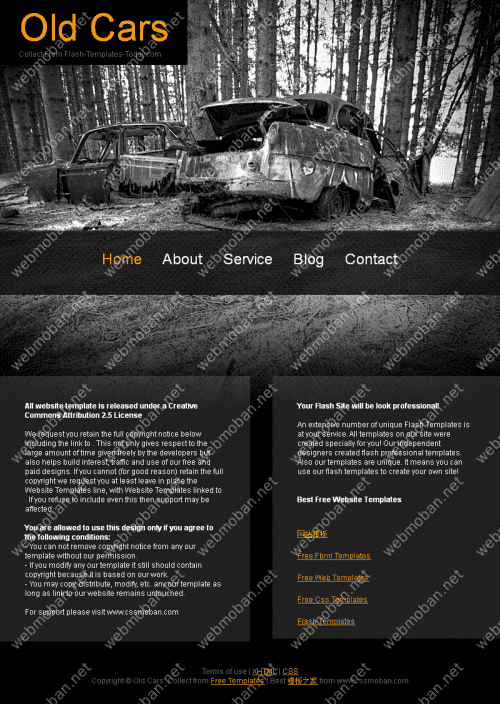 Old Cars
Collect from Flash-Templates-Today.com
Home About Service Blog Contact
All website template is released under a Creative
Commons Attribution 2.5 License
We request you retain the full copyright notice below
including the link to . This not only gives respect to the
large amount of time given freely by the developers but
also helps build interest, traffic and use of our free and
paid designs. If you cannot (for good reason) retain the full
copyright we request you at least leave in place the
Website Templates line, with Website Templates linked to
. If you refuse to include even this then support may be
affected.
You are allowed to use this design only if you agree to
the following conditions:
- You can not remove copyright notice from any our
template without our permission.
- If you modify any our template it still should contain
copyright because it is based on our work.
- You may copy, distribute, modify, etc. any our template as
long as link to our website remains untouched.
For support please visit www.cssmoban.com
Your Flash Site will be look professional!
An extensive number of unique Flash Templates is
at your service. All templates on our site were
created specially for you! Our independent
designers created flash professional templates.
Also our templates are unique. It means you can
use our flash templates to create your own site!
Best Free Website Templates
网站模板
Free Fbml Templates
Free Web Templates
Free Css Templates
Flash Templates
Terms of use | XHTML | CSS
Copyright © Old Cars. Collect from Free Templates | Best 模板之家 from www.cssmoban.com
webmoban.net